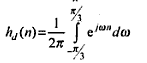 h_d(n) = \frac{1}{2\pi} \int_{-\pi/3}^{\pi/3} e^{j\omega n} d\omega